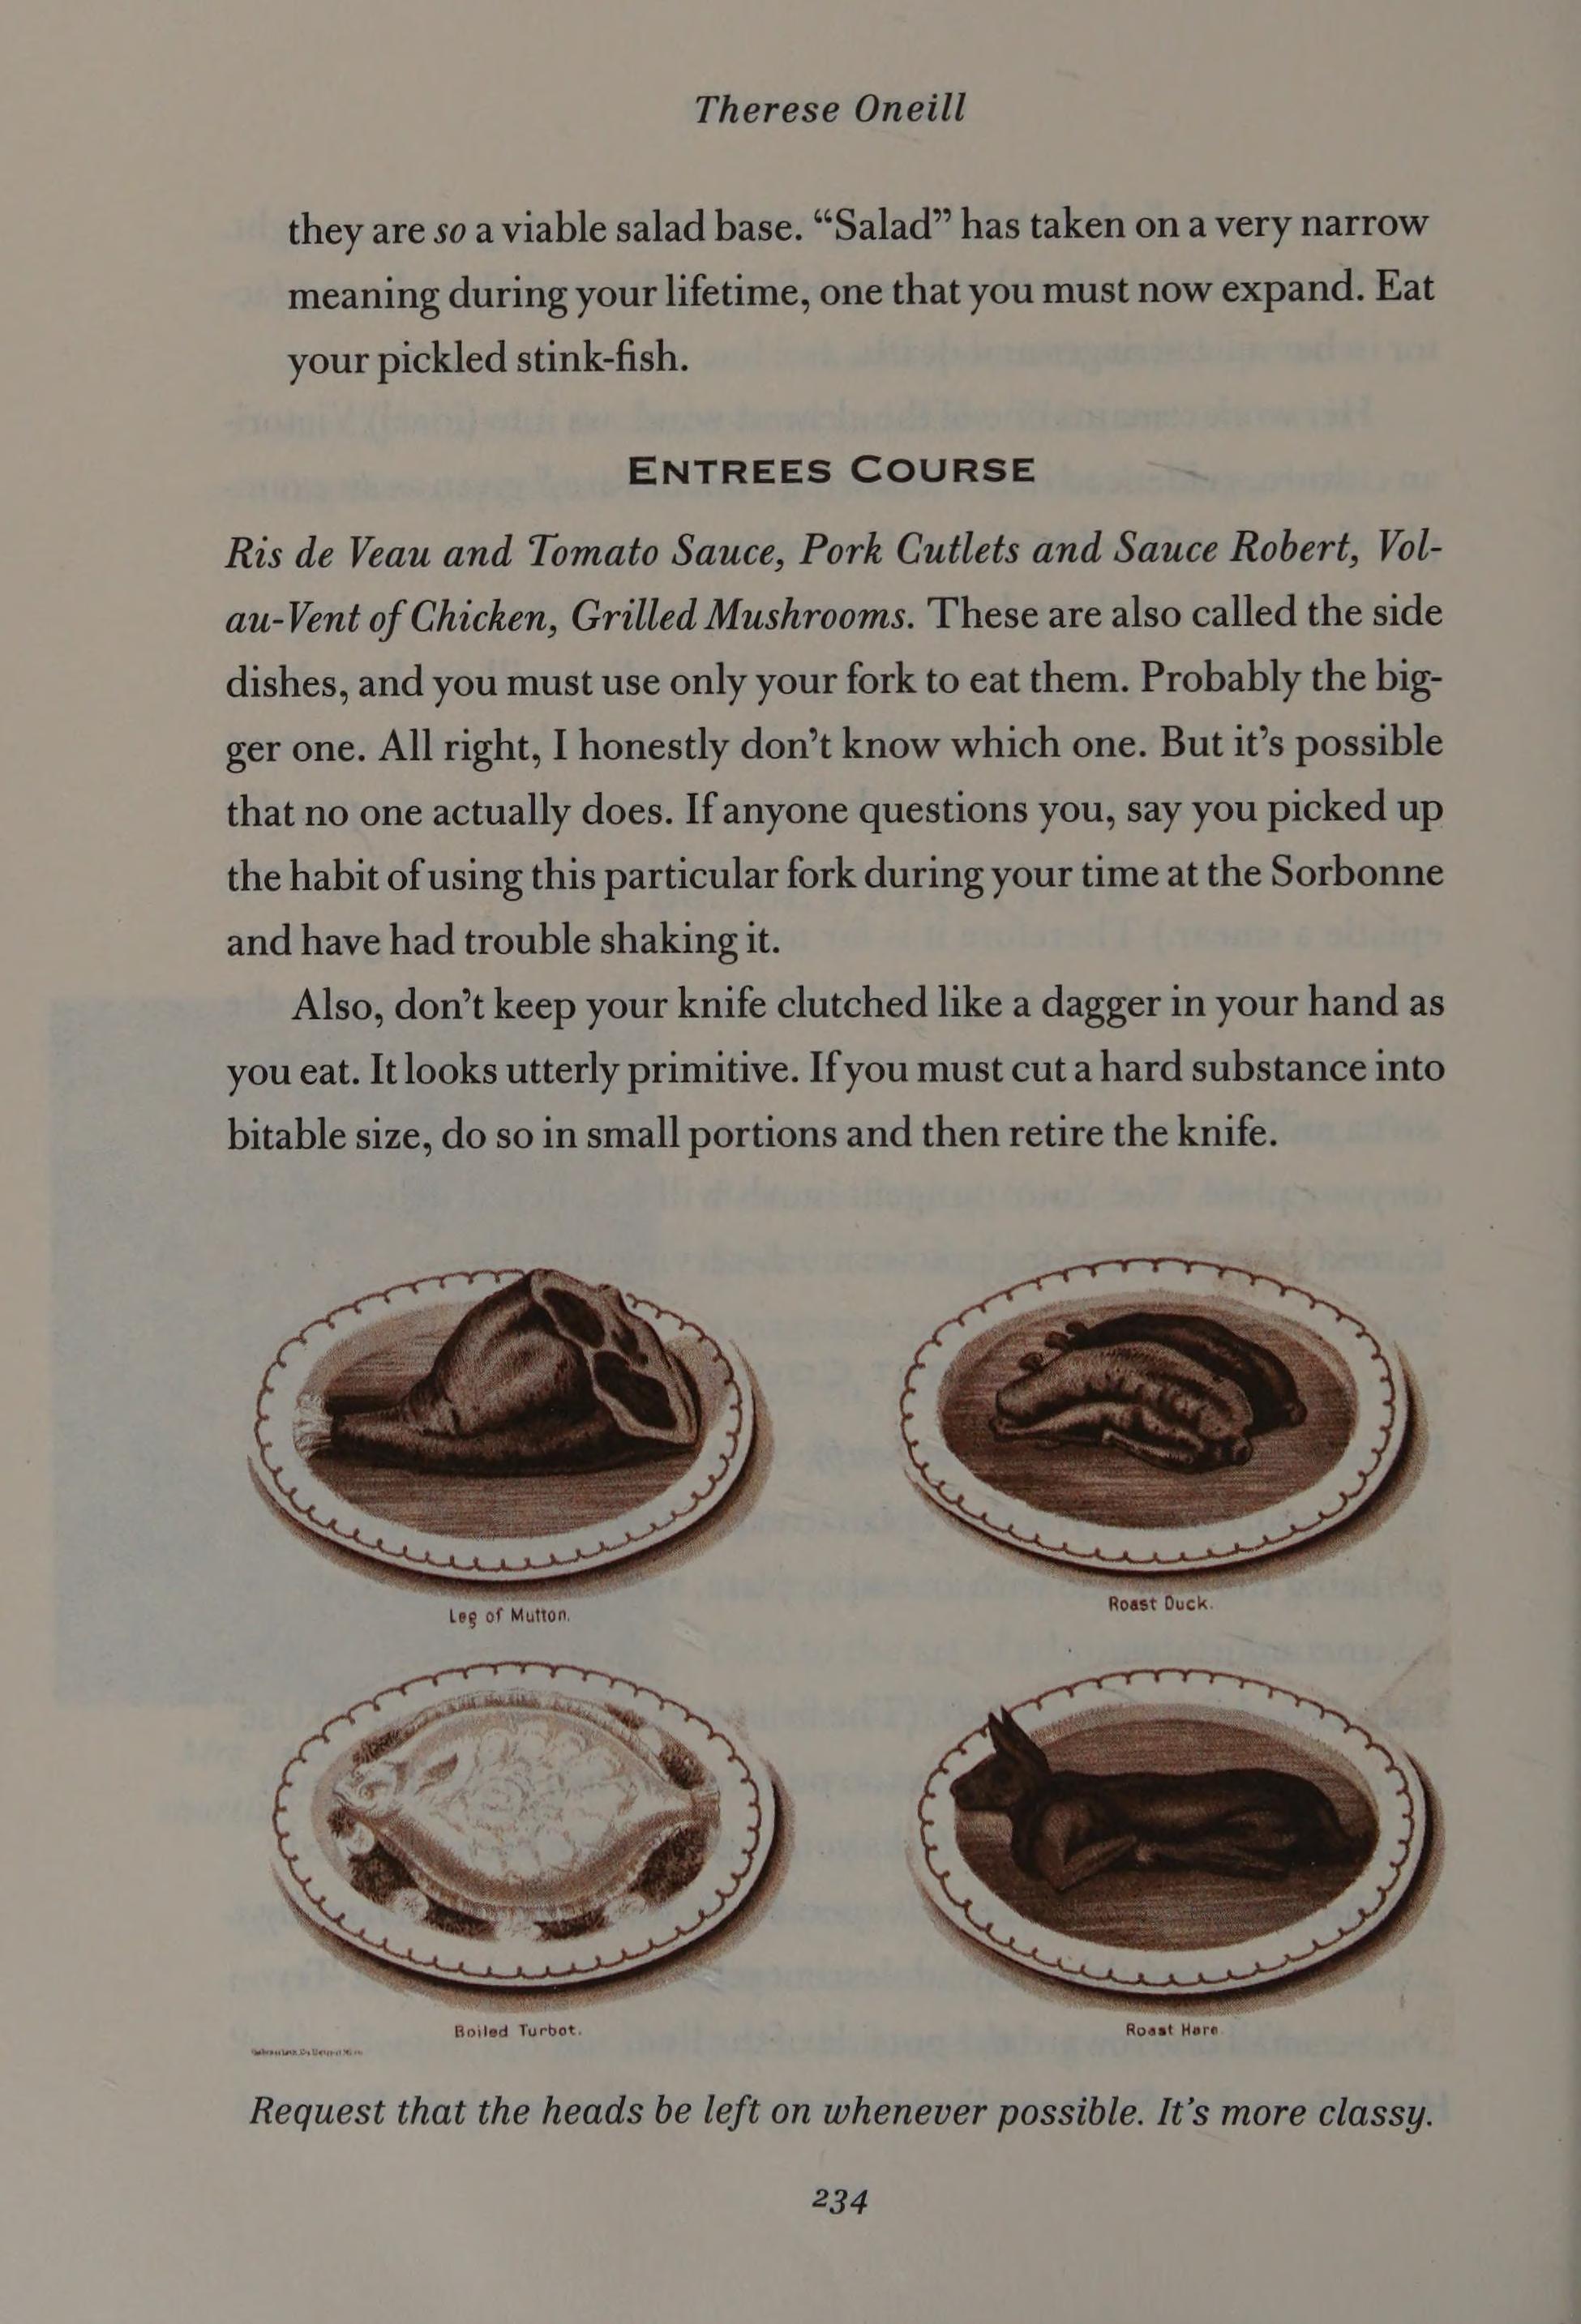 Therese Oneill
they are so a viable salad base. “Salad” has taken on a very narrow
meaning during your lifetime, one that you must now expand. Eat
your pickled stink-fish.
ENTREES COURSE
Ris de Veau and Tomato Sauce, Pork Cutlets and Sauce Robert, Vol-
au-Vent of Chicken, Grilled Mushrooms. These are also called the side
dishes, and you must use only your fork to eat them. Probably the big-
ger one. All right, I honestly don’t know which one. But it’s possible
that no one actually does. If anyone questions you, say you picked up
the habit of using this particular fork during your time at the Sorbonne
and have had trouble shaking it.
Also, don’t keep your knife clutched like a dagger in your hand as
you eat. It looks utterly primitive. If you must cut a hard substance into
bitable size, do so in small portions and then retire the knife.
Leg of Mutton.
Roast Duck.
Boiled Turbot.
Roast Hare
Request that the heads be left on whenever possible. It’s more classy.
234